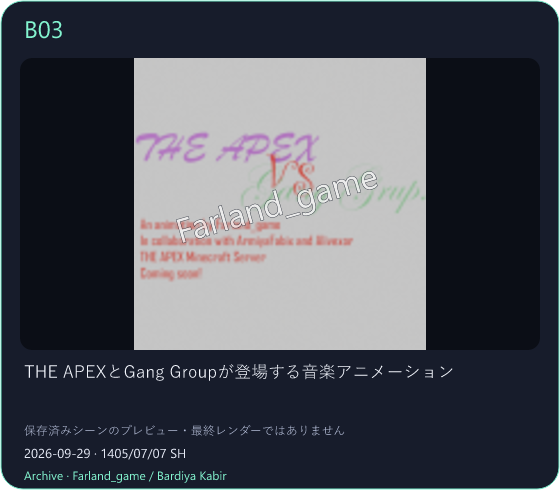 B03
THE APEX
VS
Farland_game
In collaboration with Armiyafabis and Alivexor
THE APEX Minecraft Server
Coming soon!
THE APEXとGang Groupが登場する音楽アニメーション
保存済みシーンのプレビュー・最終レンダーではありません
2026-09-29 · 1405/07/07 SH
Archive · Farland_game / Bardiya Kabir